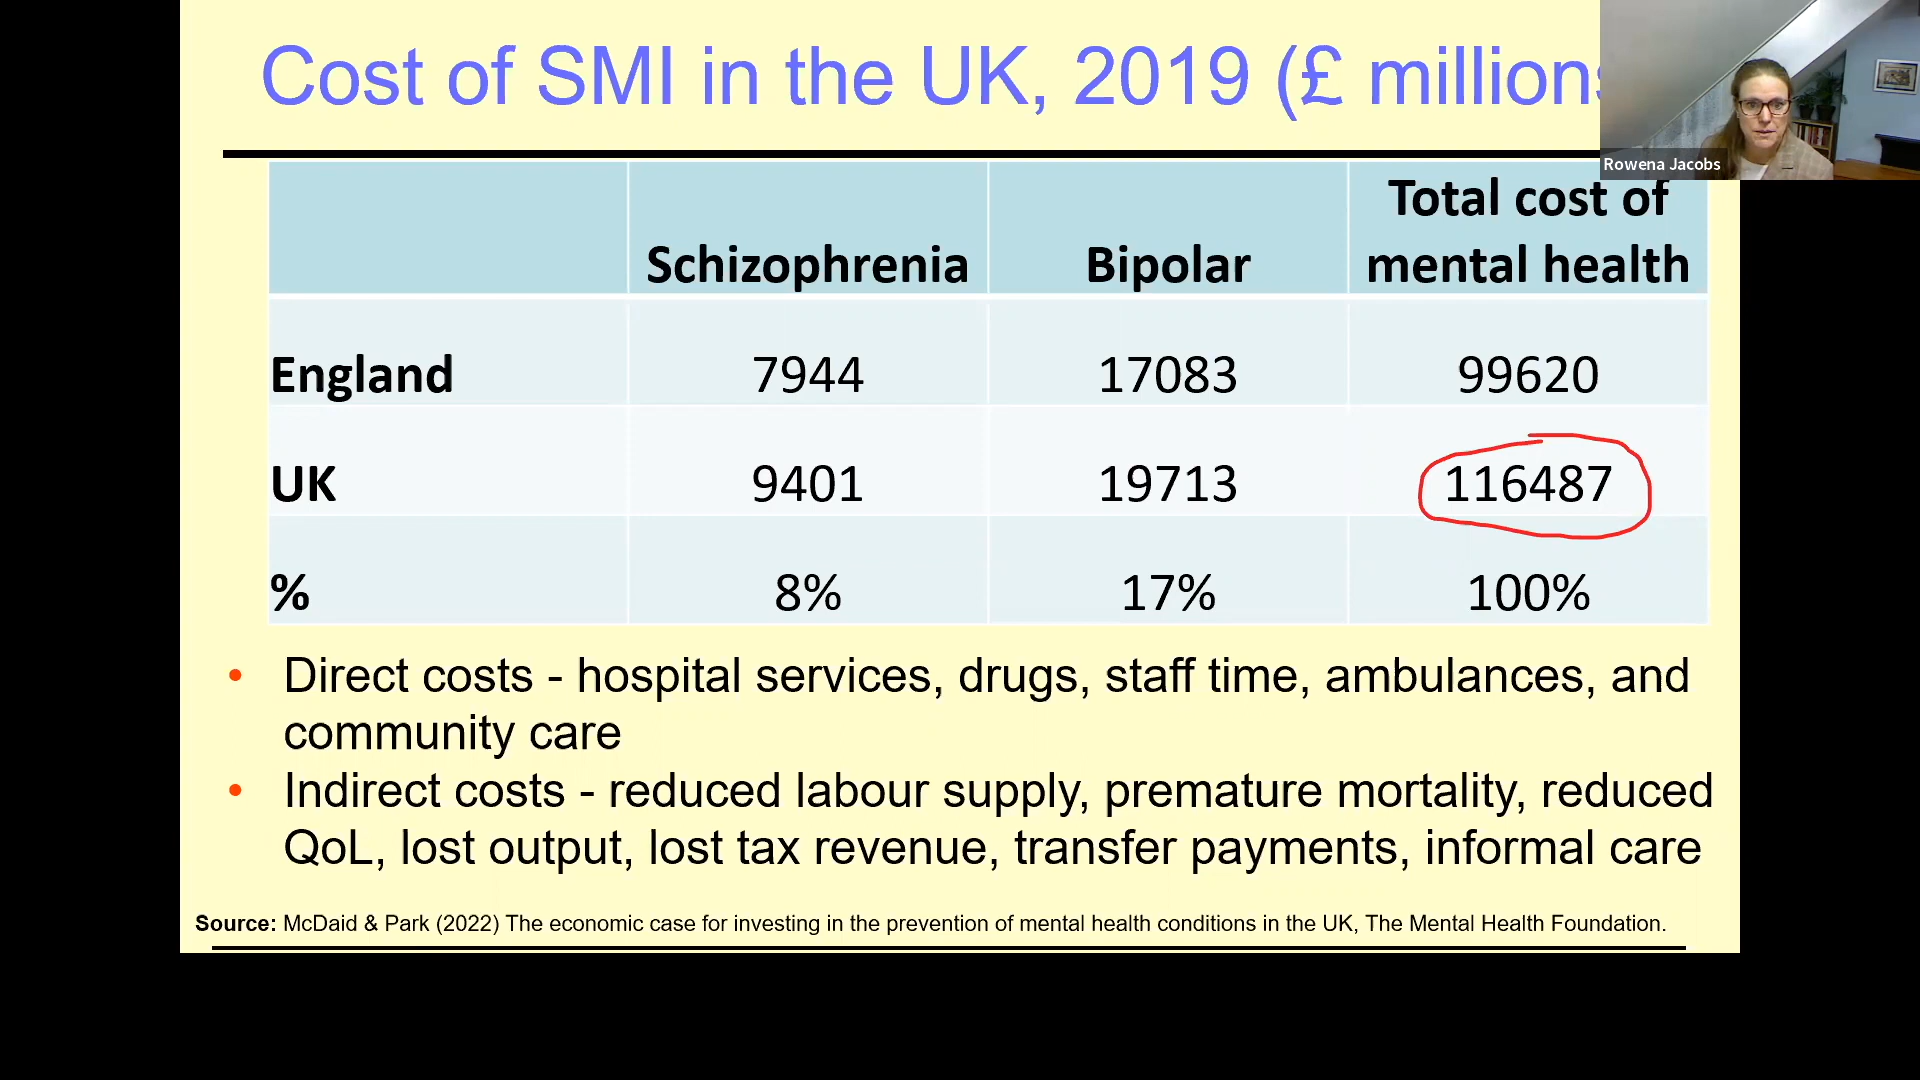 Cost of SMI in the UK, 2019 (£ millions
Rowena Jacobs
Schizophrenia
Bipolar
Total cost of
mental health
England 7944 17083 99620
UK 9401 19713 116487
% 8% 17% 100%
• Direct costs - hospital services, drugs, staff time, ambulances, and
community care
• Indirect costs - reduced labour supply, premature mortality, reduced
QoL, lost output, lost tax revenue, transfer payments, informal care
Source: McDaid & Park (2022) The economic case for investing in the prevention of mental health conditions in the UK, The Mental Health Foundation.